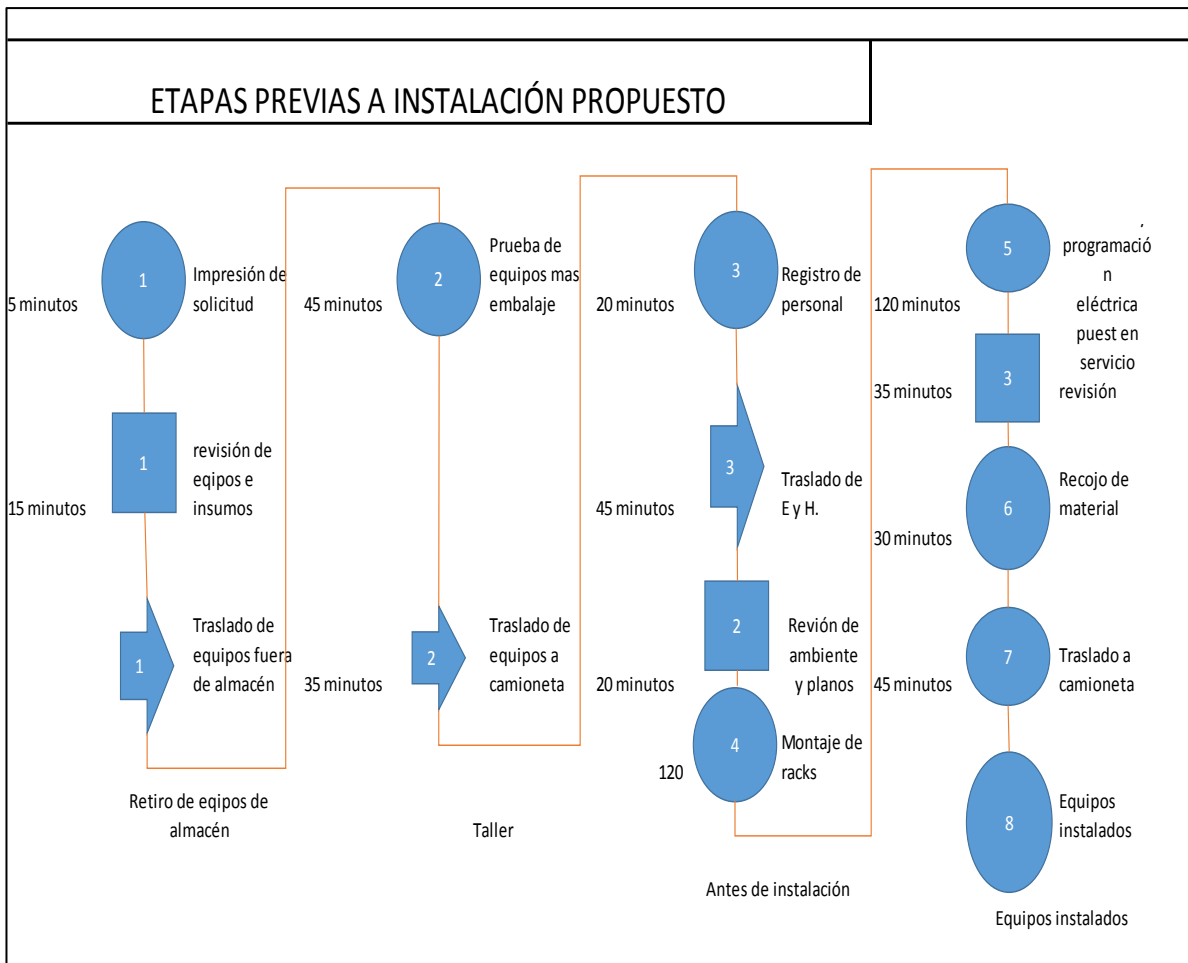 ETAPAS PREVIAS A INSTALACIÓN PROPUESTO
1
Impresión de
solicitud
5 minutos
1
revisión de
eqipos e
insumos
15 minutos
1
Traslado de
equipos fuera
de almacén
Retiro de eqipos de
almacén
2
Prueba de
equipos mas
embalaje
45 minutos
2
Traslado de
equipos a
camioneta
35 minutos
Taller
3
Registro de
personal
20 minutos
3
Traslado de
E y H.
45 minutos
2
Revión de
ambiente
y planos
20 minutos
4
Montaje de
racks
120
Antes de instalación
5
programació
n
eléctrica
puest en
servicio
120 minutos
3
revisión
35 minutos
6
Recojo de
material
30 minutos
7
Traslado a
camioneta
45 minutos
8
Equipos
instalados
Equipos instalados